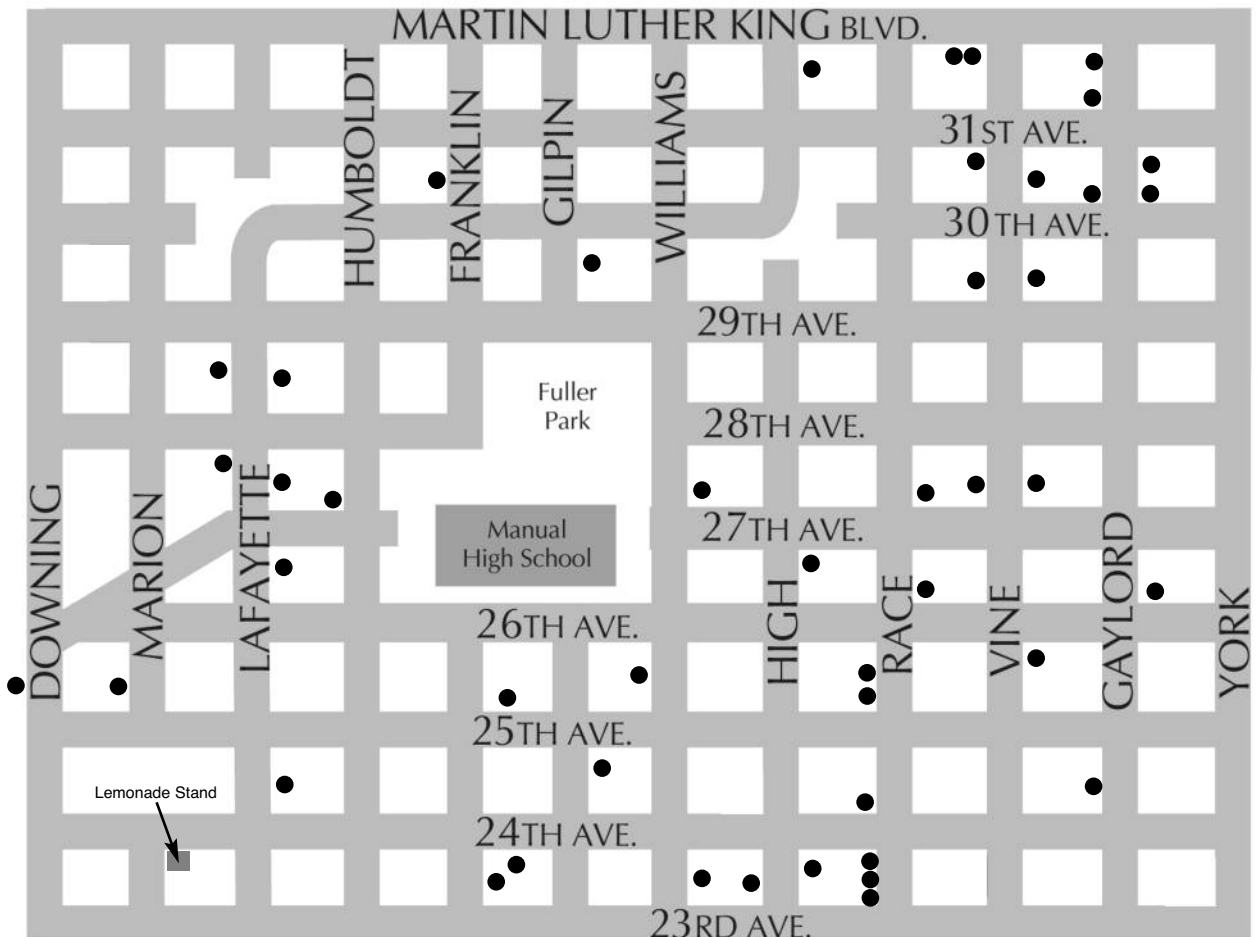 MARTIN LUTHER KING BLVD.
HUMBOLDT
FRANKLIN
GILPIN
WILLIAMS
31ST AVE.
30TH AVE.
29TH AVE.
Fuller
Park
28TH AVE.
DOWNING
MARION
LAFAYETTE
Manual
High School
27TH AVE.
HIGH
RACE
VINE
GAYLORD
YORK
26TH AVE.
25TH AVE.
Lemonade Stand
24TH AVE.
23RD AVE.